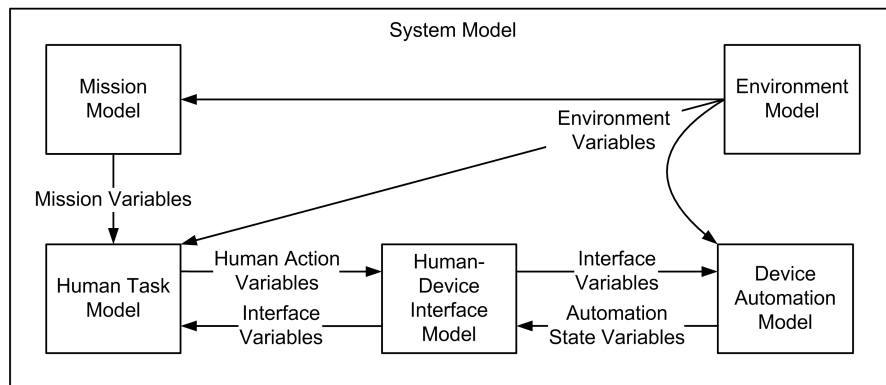 System Model
Mission
Model
Environment
Model
Environment
Variables
Mission Variables
Human Task
Model
Human Action
Variables
Interface
Variables
Human-
Device
Interface
Model
Interface
Variables
Automation
State Variables
Device
Automation
Model